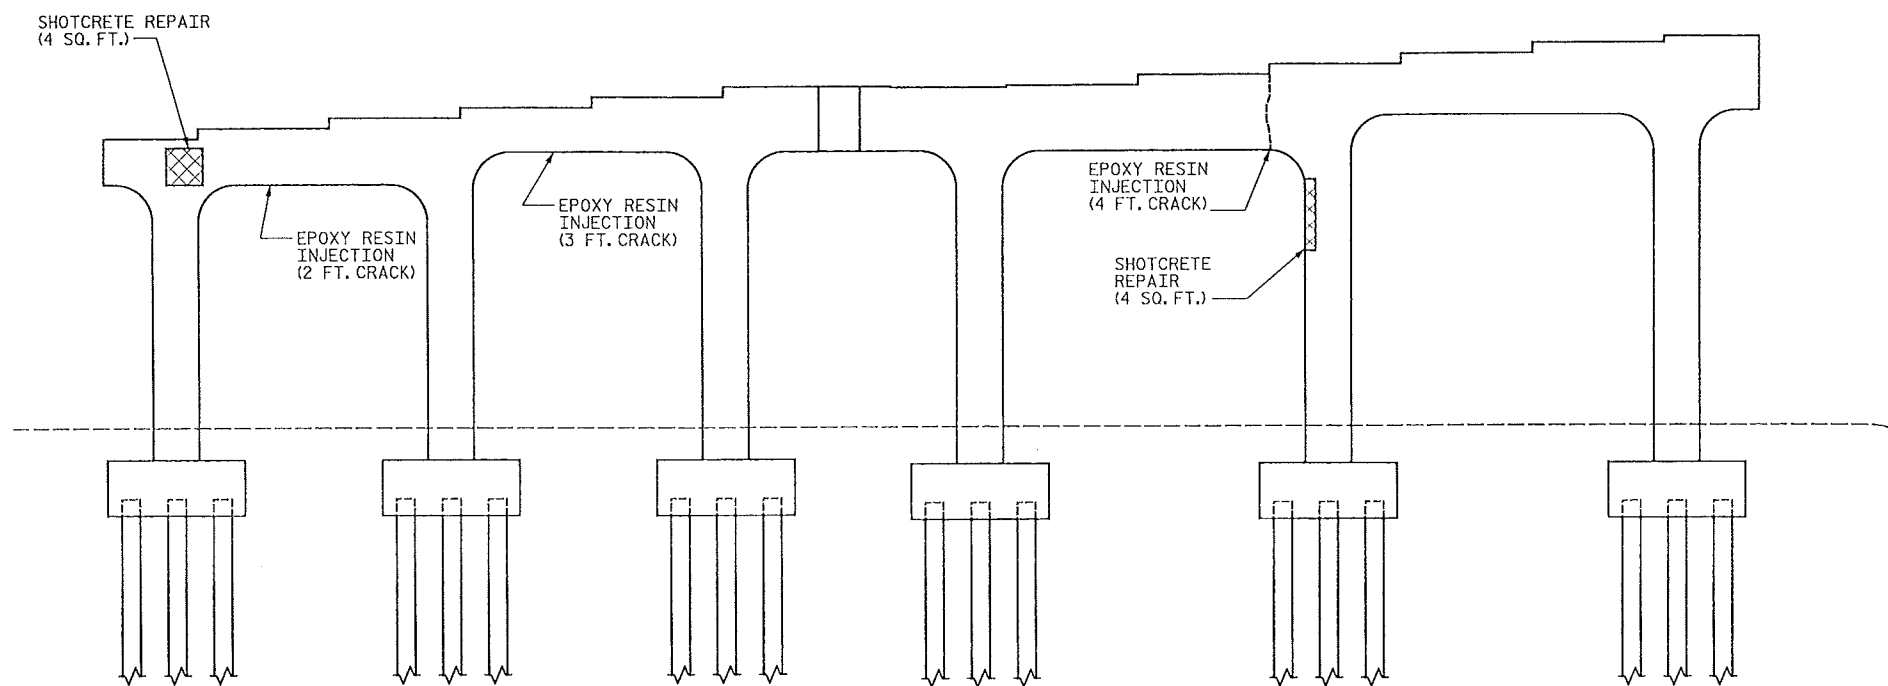 SHOTCRETE REPAIR
(4 SQ. FT.)
EPOXY RESIN
INJECTION
(2 FT. CRACK)
EPOXY RESIN
INJECTION
(3 FT. CRACK)
EPOXY RESIN
INJECTION
(4 FT. CRACK)
SHOTCRETE
REPAIR
(4 SQ. FT.)